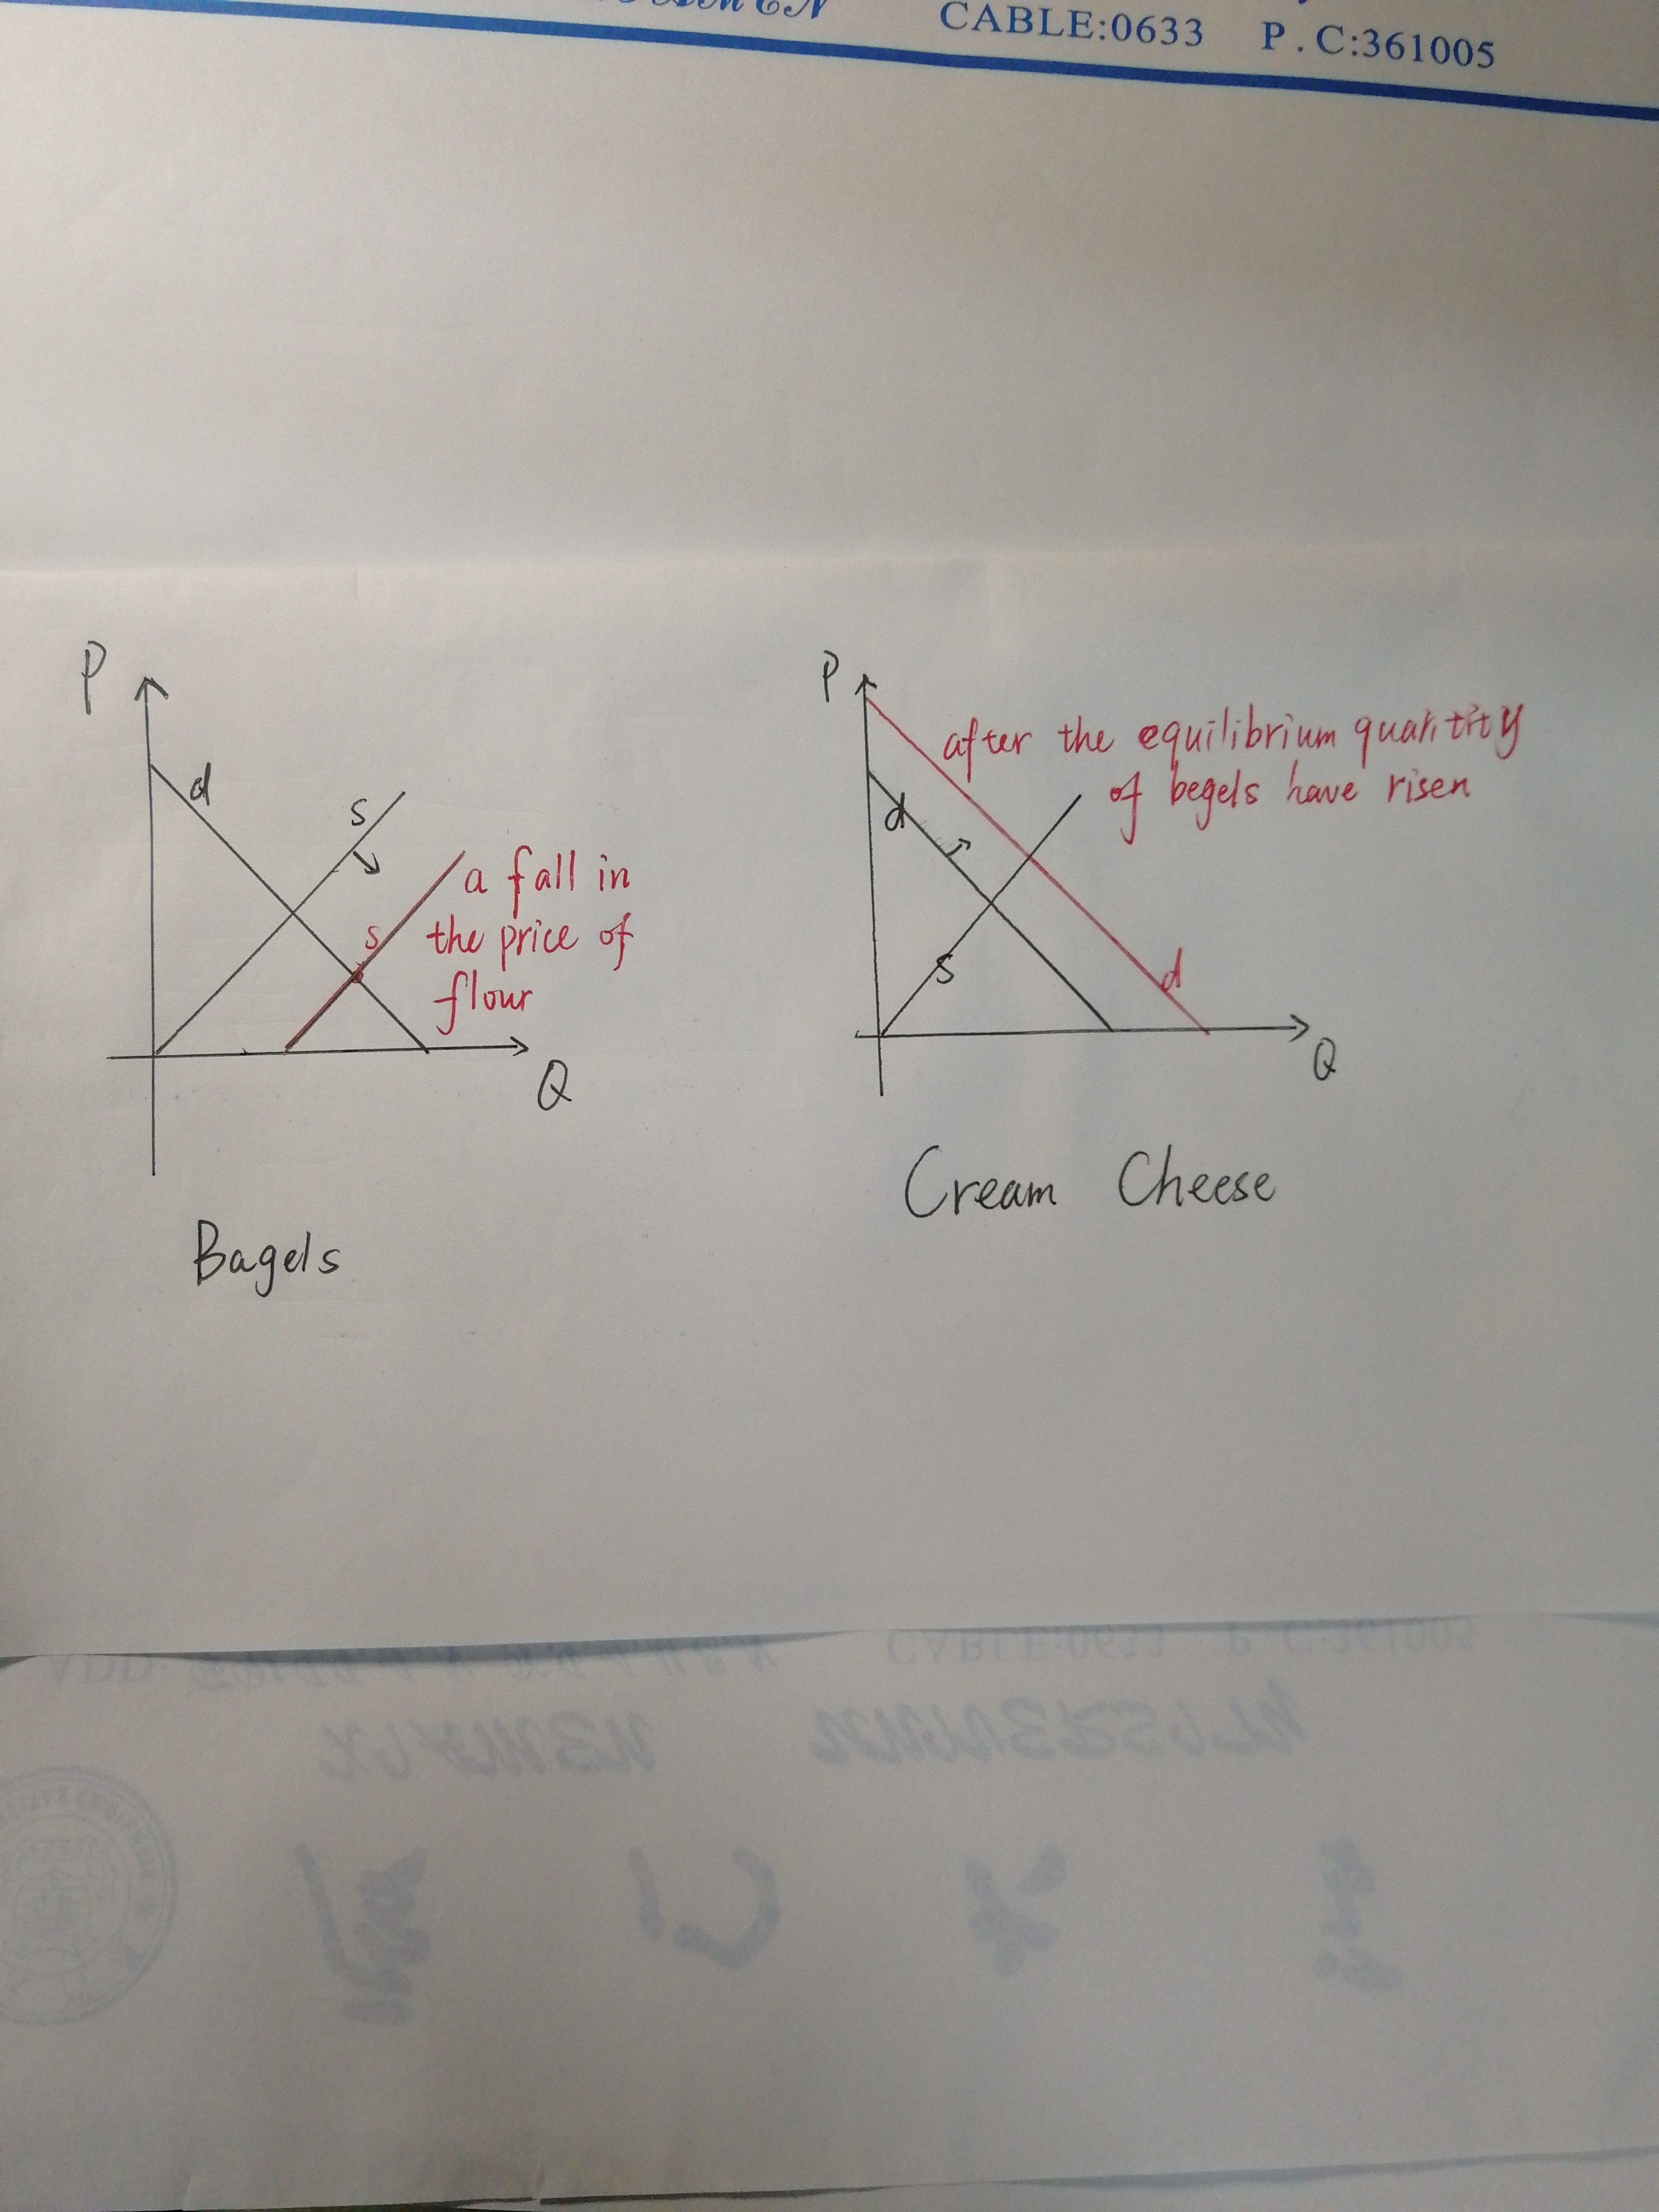 CABLE:0633 P.C:361005
P
d
s
s
a fall in
the price of
flour
Q
Bagels
P
after the equilibrium quantity
of begels have risen
d
s
d
Q
Cream Cheese